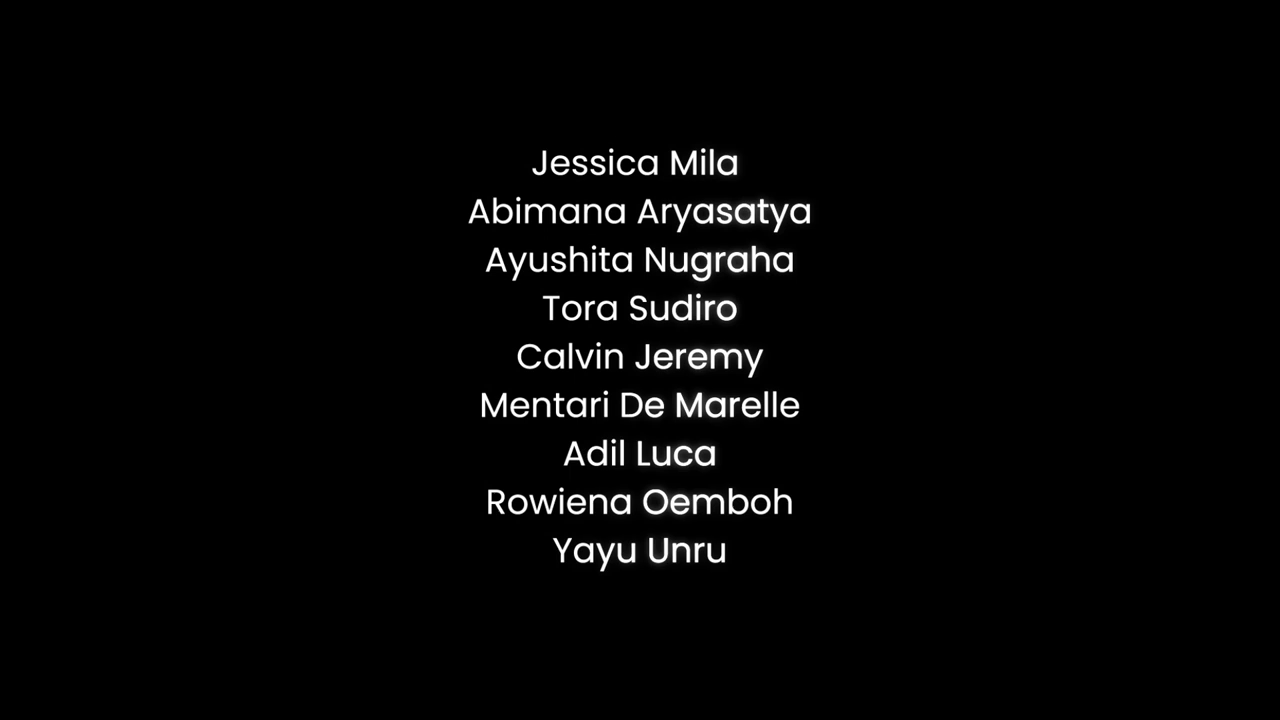 Jessica Mila
Abimana Aryasatya
Ayushita Nugraha
Tora Sudiro
Calvin Jeremy
Mentari De Marelle
Adil Luca
Rowiena Oemboh
Yayu Unru